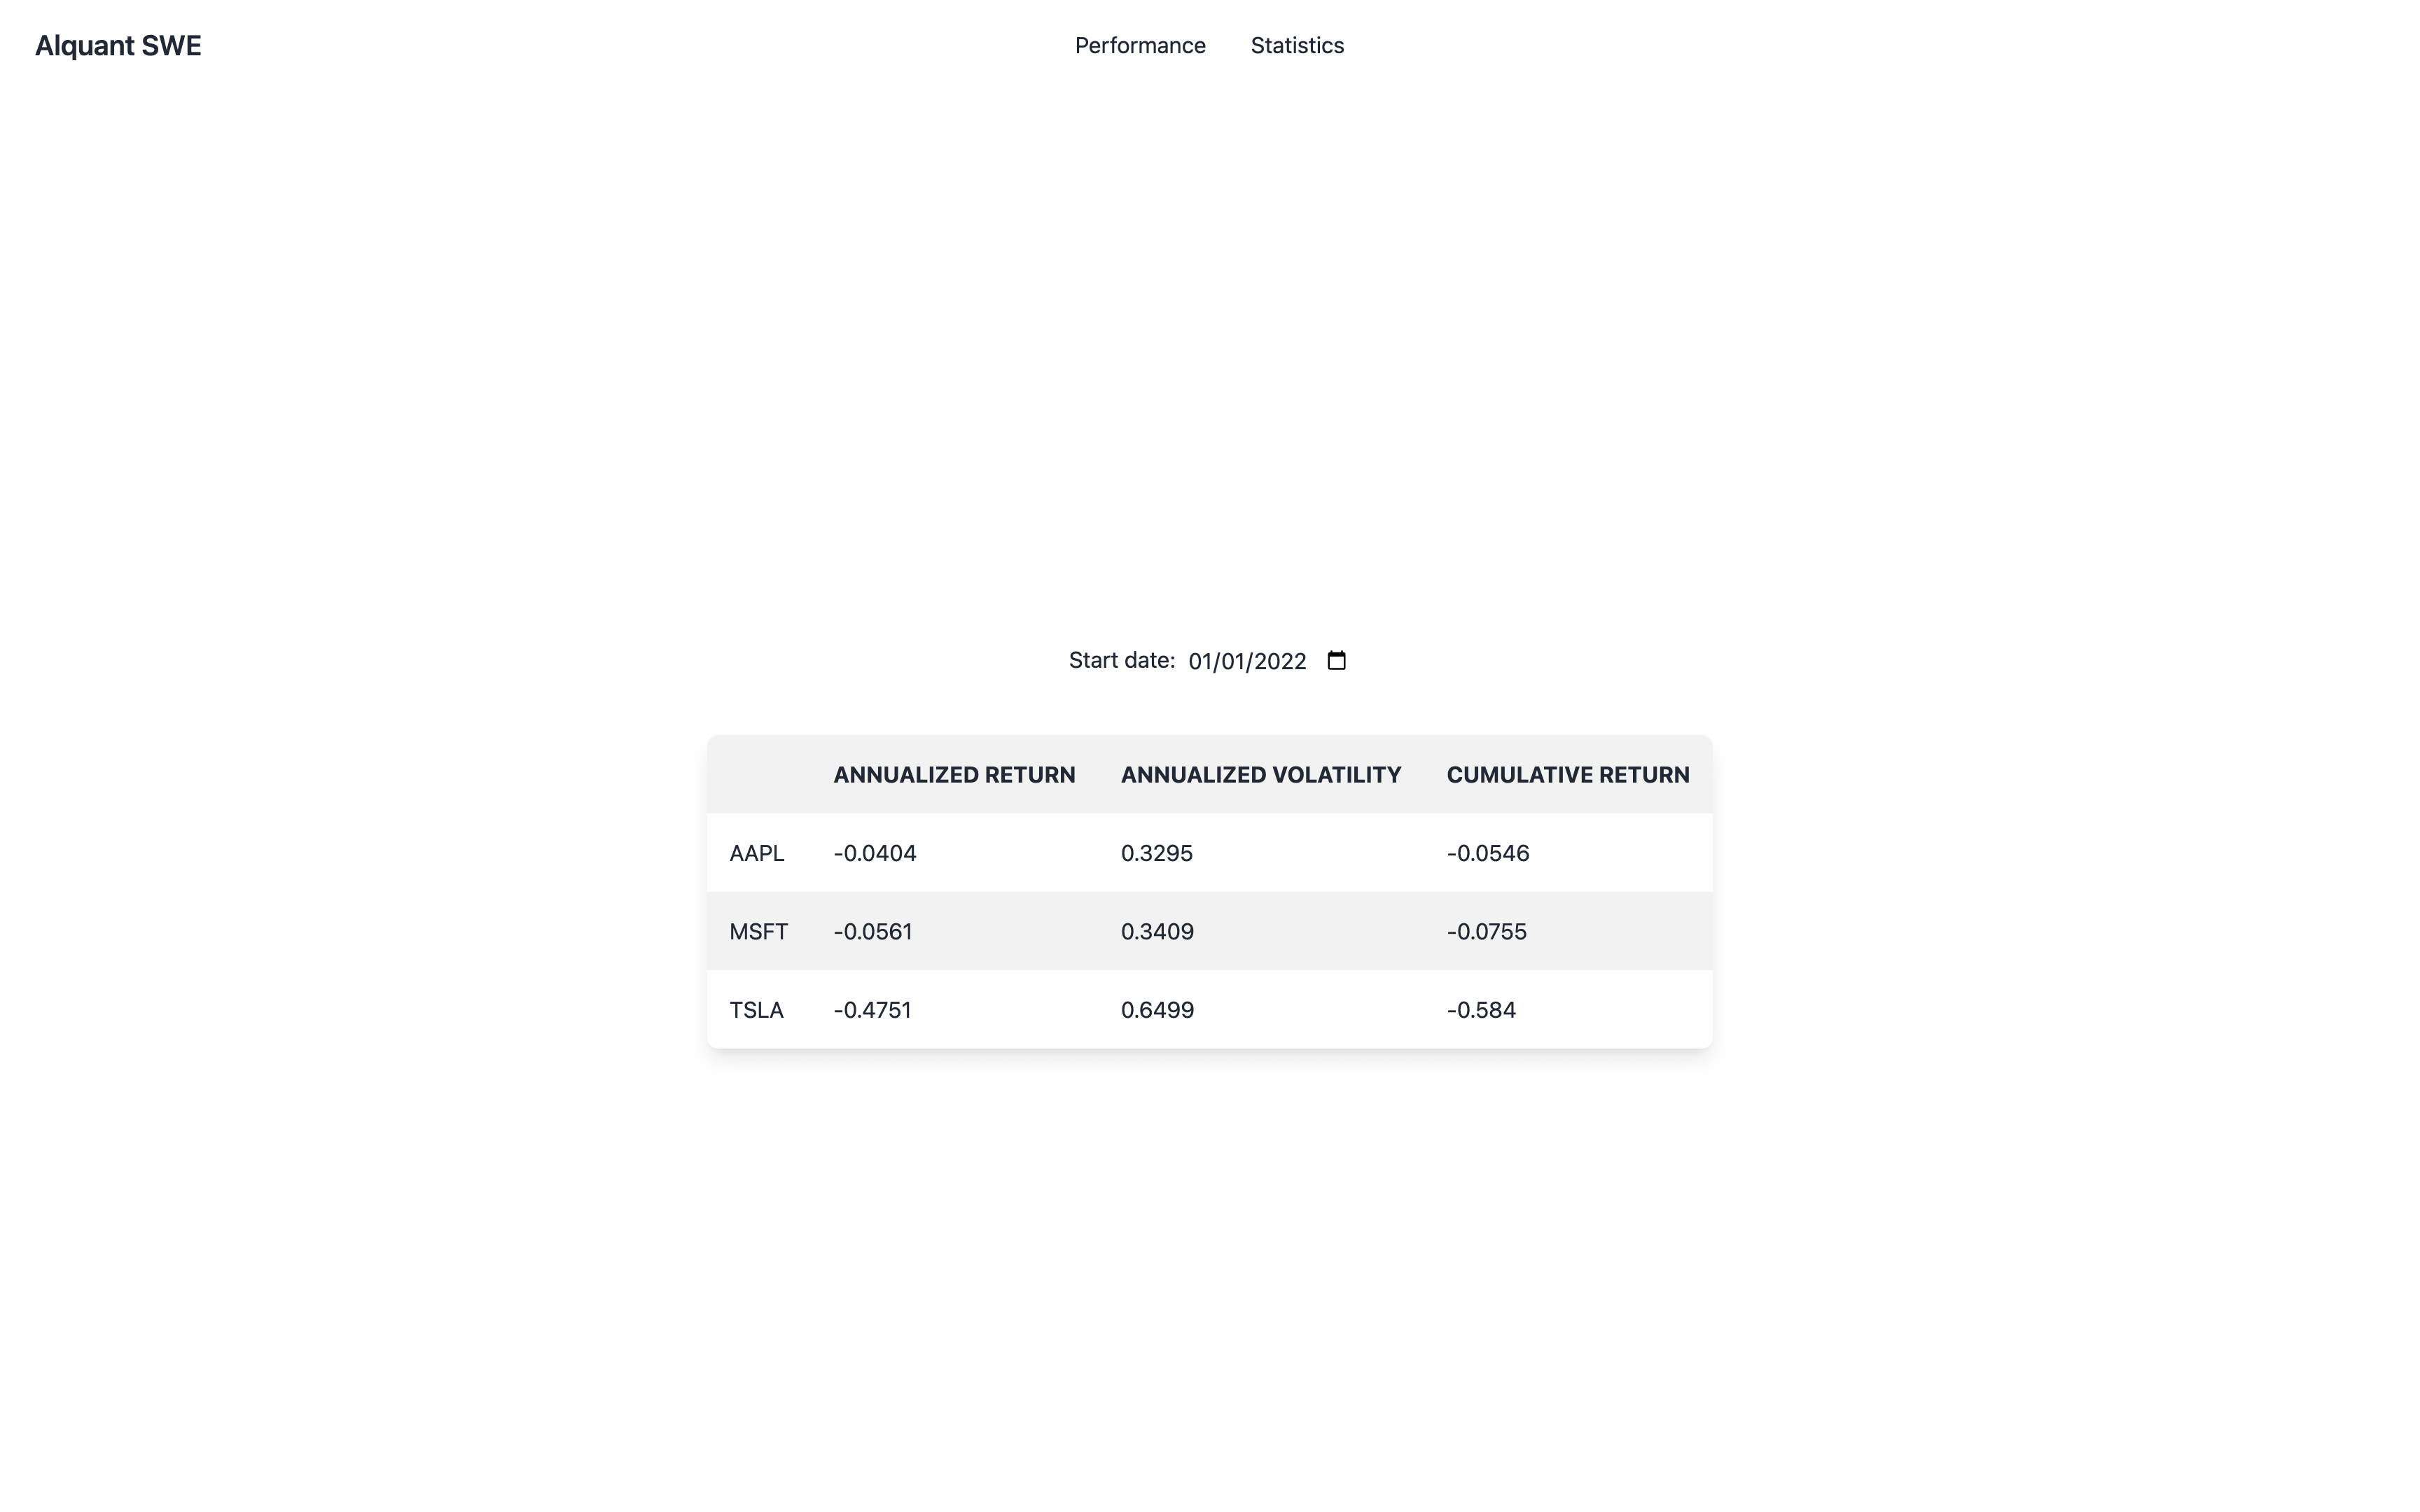 Alquant SWE
Performance Statistics
Start date: 01/01/2022
ANNUALIZED RETURN ANNUALIZED VOLATILITY CUMULATIVE RETURN
AAPL -0.0404 0.3295 -0.0546
MSFT -0.0561 0.3409 -0.0755
TSLA -0.4751 0.6499 -0.584